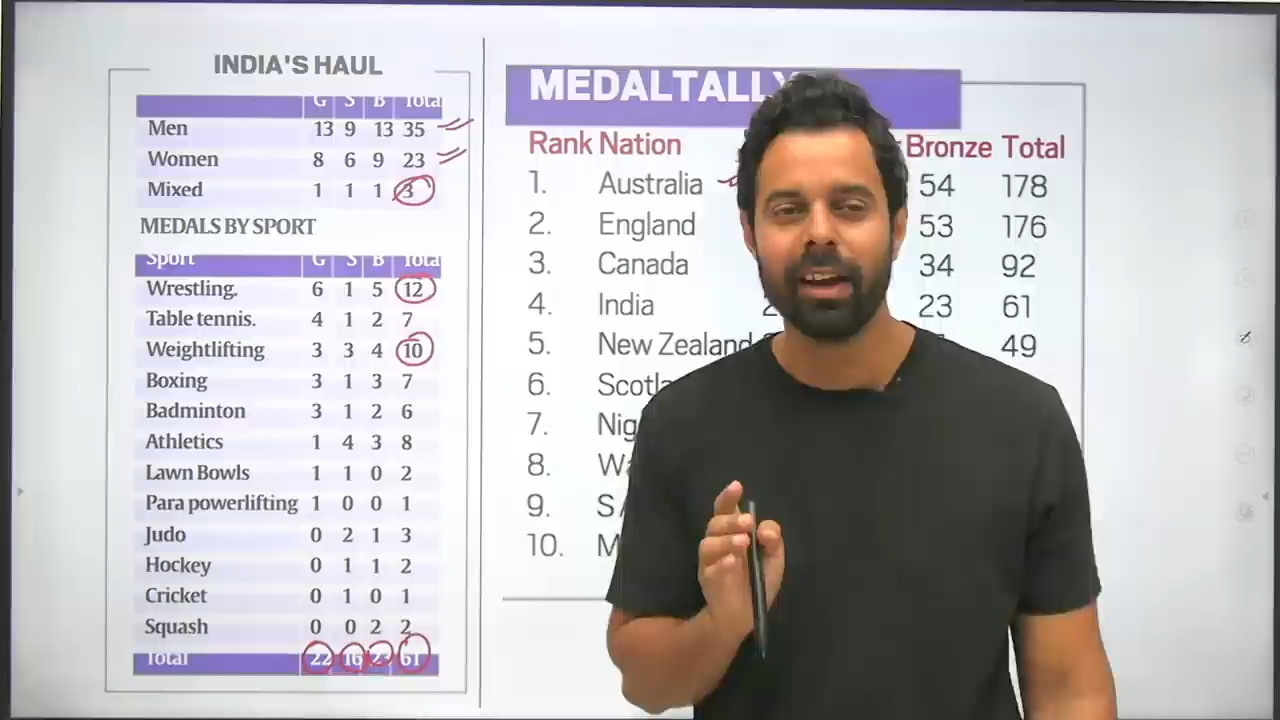 INDIA'S HAUL
G S B Total
Men 13 9 13 35
Women 8 6 9 23
Mixed 1 1 1 3
MEDALS BY SPORT
Sport G S B Total
Wrestling. 6 1 5 12
Table tennis. 4 1 2 7
Weightlifting 3 3 4 10
Boxing 3 1 3 7
Badminton 3 1 2 6
Athletics 1 4 3 8
Lawn Bowls 1 1 0 2
Para powerlifting 1 0 0 1
Judo 0 2 1 3
Hockey 0 1 1 2
Cricket 0 1 0 1
Squash 0 0 2 2
Total 22 16 23 61
MEDALTALLY
Rank Nation Bronze Total
1. Australia 54 178
2. England 53 176
3. Canada 34 92
4. India 23 61
5. New Zealand 49
6.
7.
8.
9.
10.